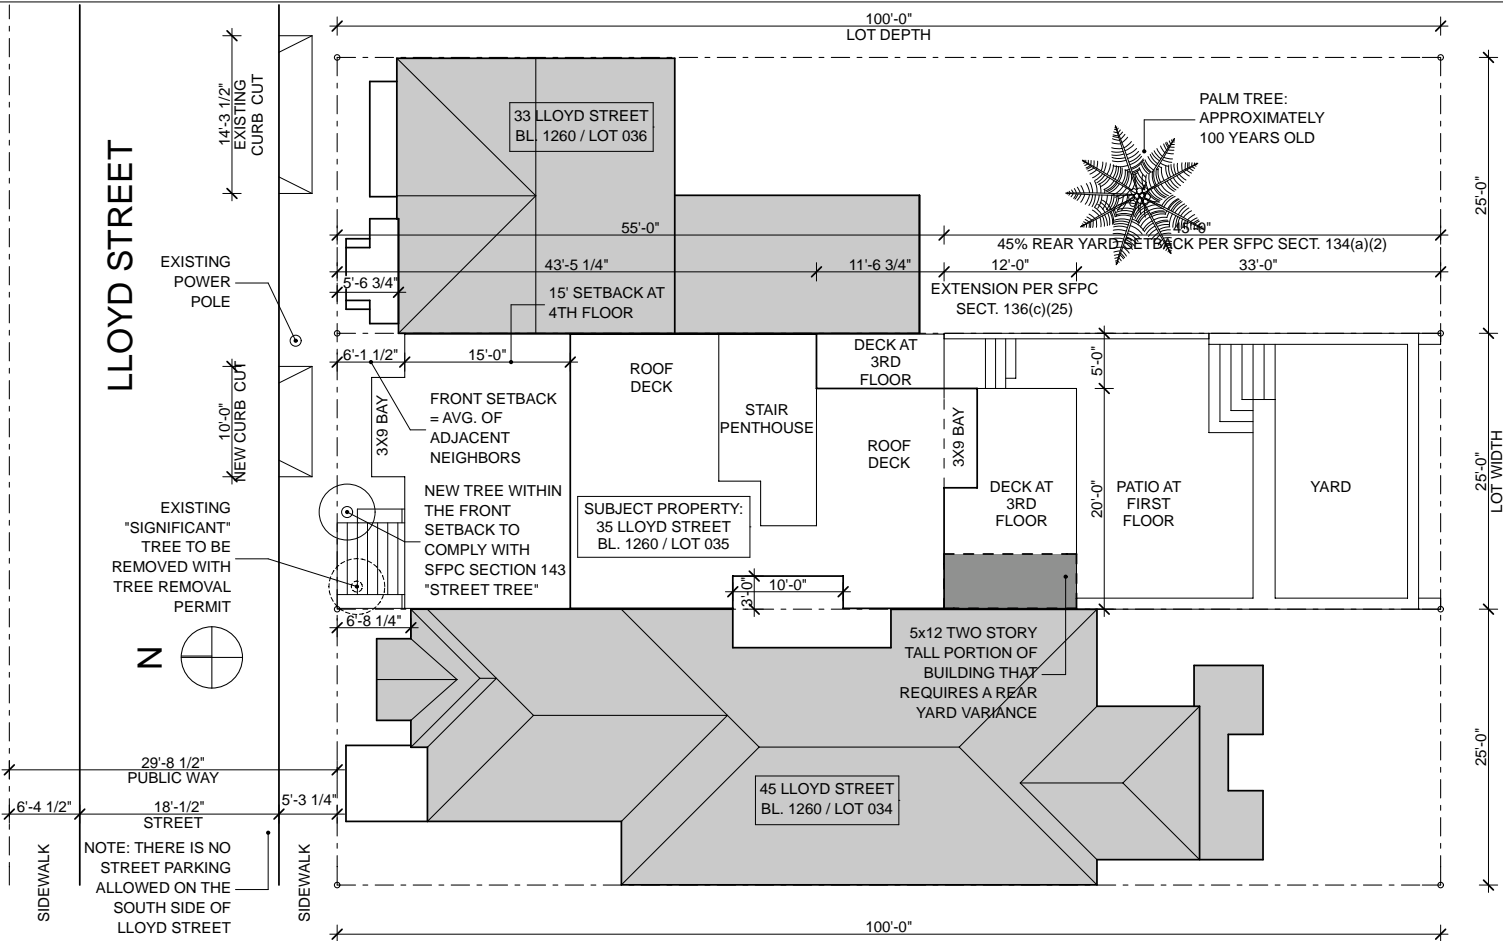 100'-0"
LOT DEPTH
14'-3 1/2"
EXISTING
CURB CUT
33 LLOYD STREET
BL. 1260 / LOT 036
PALM TREE:
APPROXIMATELY
100 YEARS OLD
25'-0"
LLOYD STREET
55'-0"
45'-0"
45% REAR YARD SETBACK PER SFPC SECT. 134(a)(2)
EXISTING
POWER
POLE
43'-5 1/4"
11'-6 3/4"
12'-0"
33'-0"
5'-6 3/4"
15' SETBACK AT
4TH FLOOR
EXTENSION PER SFPC
SECT. 136(c)(25)
6'-1 1/2"
15'-0"
10'-0"
NEW CURB CUT
3X9 BAY
FRONT SETBACK
= AVG. OF
ADJACENT
NEIGHBORS
ROOF
DECK
STAIR
PENTHOUSE
DECK AT
3RD
FLOOR
ROOF
DECK
3X9 BAY
5'-0"
20'-0"
DECK AT
3RD
FLOOR
PATIO AT
FIRST
FLOOR
YARD
25'-0"
LOT WIDTH
EXISTING
"SIGNIFICANT"
TREE TO BE
REMOVED WITH
TREE REMOVAL
PERMIT
NEW TREE WITHIN
THE FRONT
SETBACK TO
COMPLY WITH
SFPC SECTION 143
"STREET TREE"
SUBJECT PROPERTY:
35 LLOYD STREET
BL. 1260 / LOT 035
3'-0"
10'-0"
6'-8 1/4"
N
5x12 TWO STORY
TALL PORTION OF
BUILDING THAT
REQUIRES A REAR
YARD VARIANCE
25'-0"
29'-8 1/2"
PUBLIC WAY
6'-4 1/2"
18'-1/2"
STREET
5'-3 1/4"
45 LLOYD STREET
BL. 1260 / LOT 034
SIDEWALK
NOTE: THERE IS NO
STREET PARKING
ALLOWED ON THE
SOUTH SIDE OF
LLOYD STREET
SIDEWALK
100'-0"